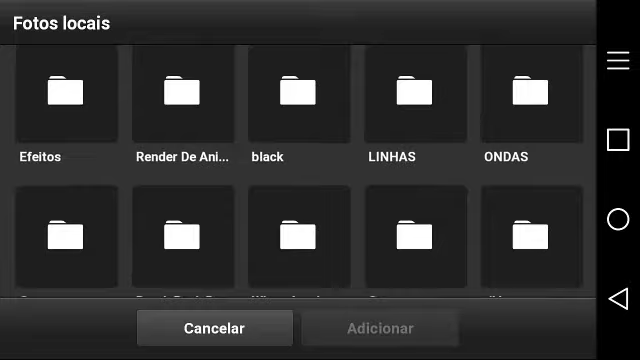 Fotos locais
Efeitos
Render De Ani...
black
LINHAS
ONDAS
Cancelar
Adicionar